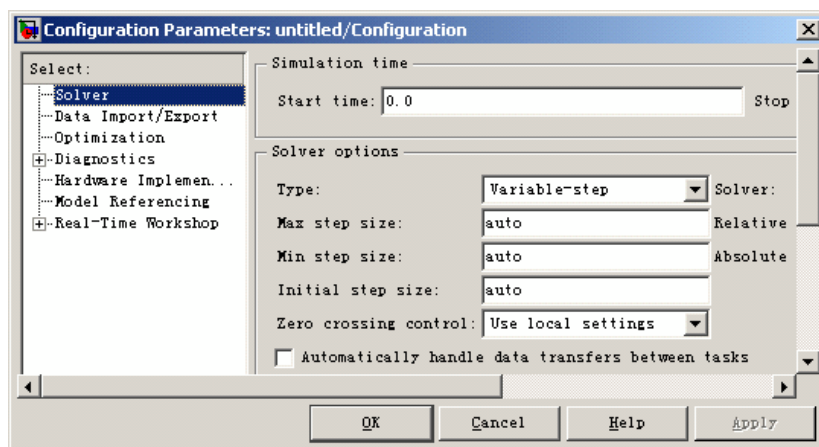 Configuration Parameters: untitled/Configuration
Select:
Solver
Data Import/Export
Optimization
Diagnostics
Hardware Implemen...
Model Referencing
Real-Time Workshop
Simulation time
Start time: 0.0 Stop
Solver options
Type: Variable-step Solver:
Max step size: auto Relative
Min step size: auto Absolute
Initial step size: auto
Zero crossing control: Use local settings
Automatically handle data transfers between tasks
OK Cancel Help Apply